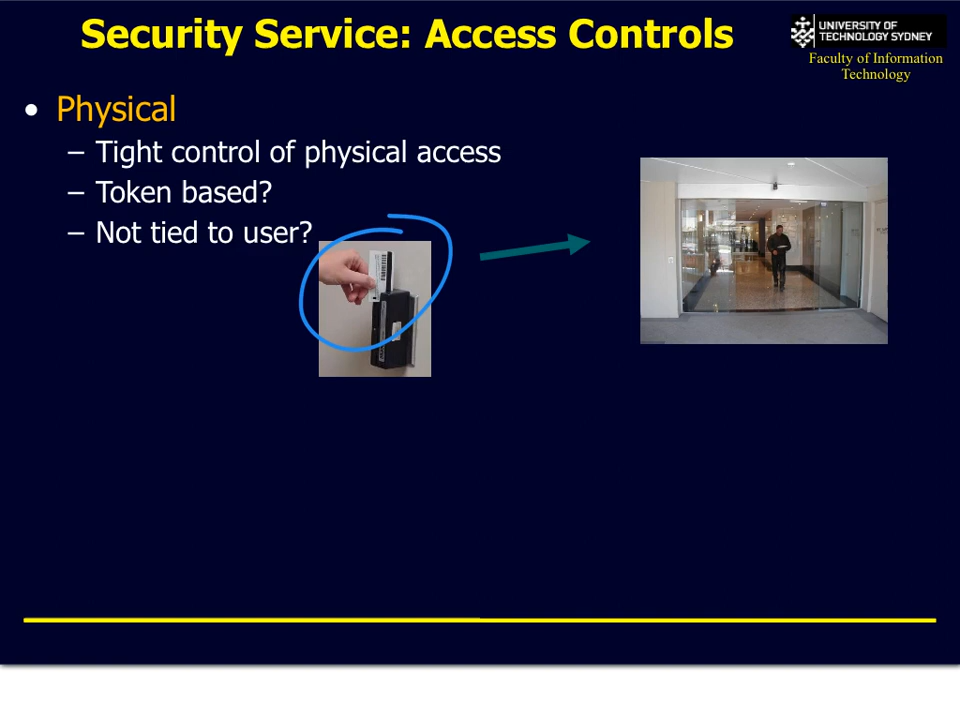 Security Service: Access Controls
UNIVERSITY OF
TECHNOLOGY SYDNEY
Faculty of Information
Technology
• Physical
– Tight control of physical access
– Token based?
– Not tied to user?